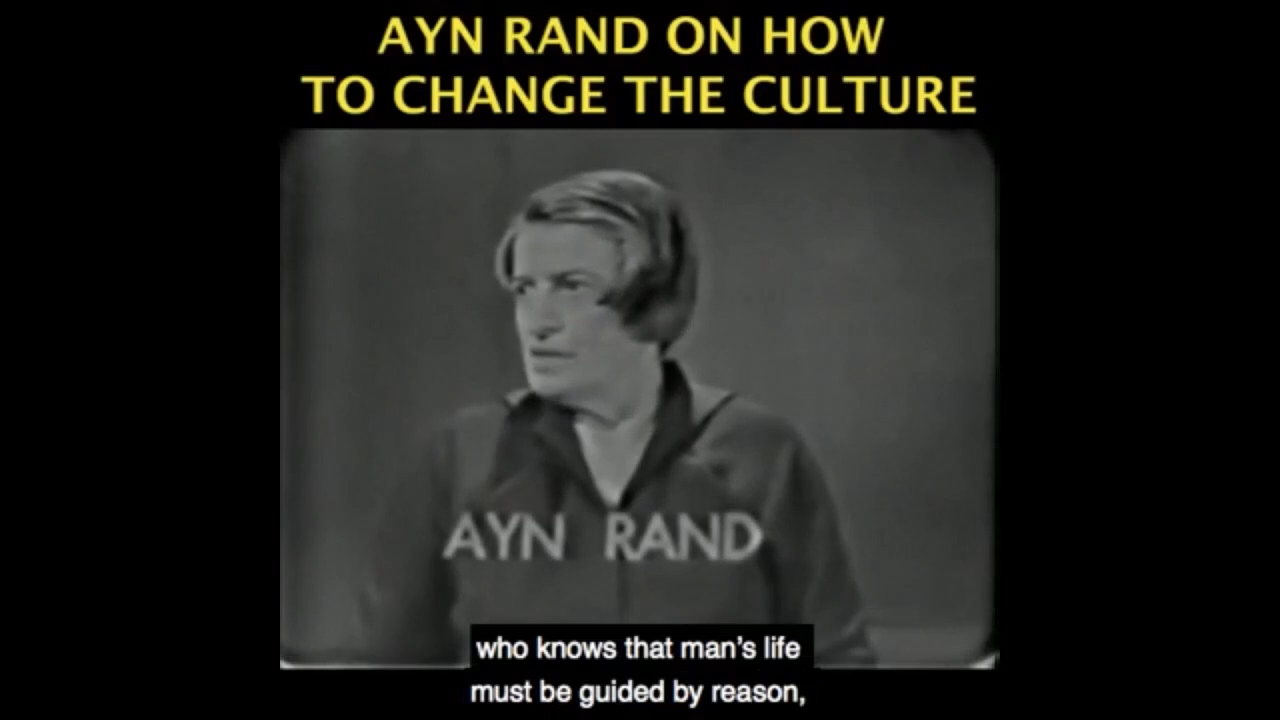 AYN RAND ON HOW
TO CHANGE THE CULTURE
AYN RAND
who knows that man's life
must be guided by reason,